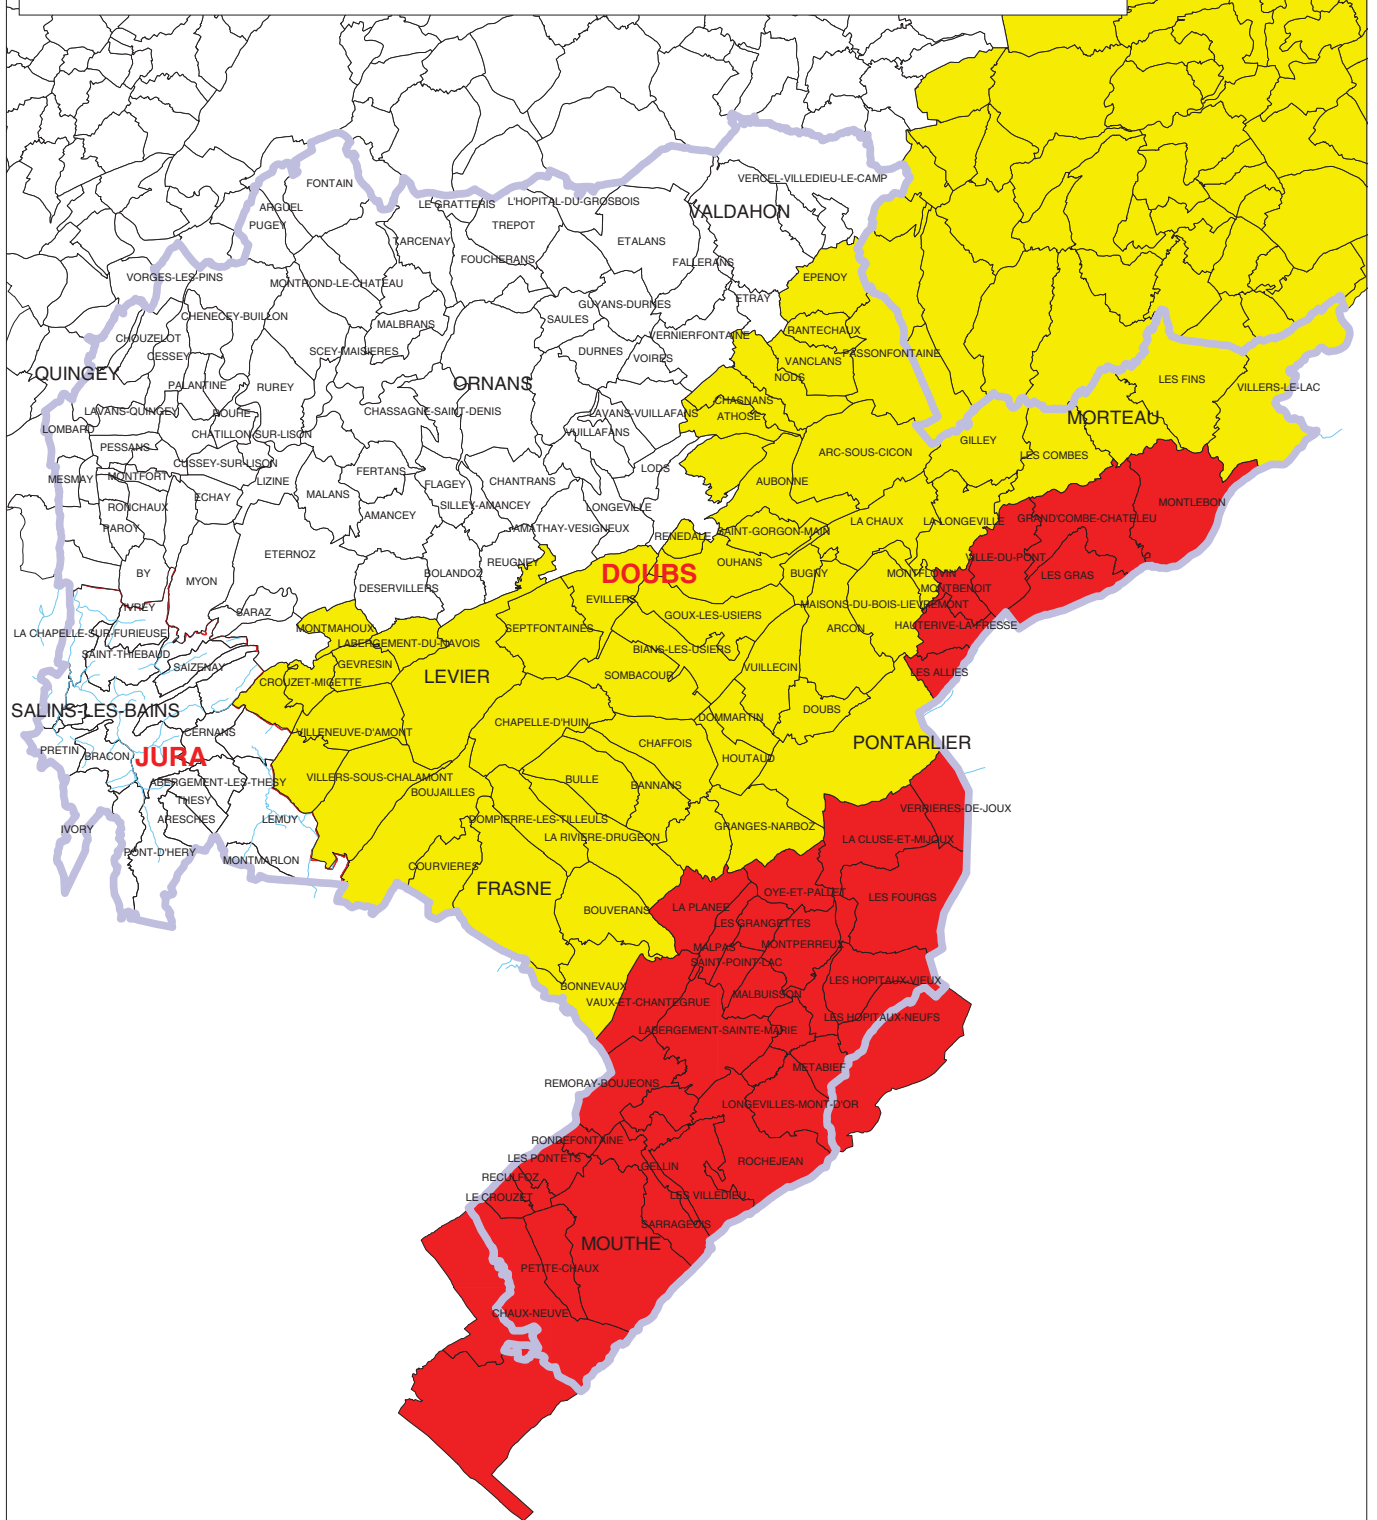 VERCEL-VILLEDIEU-LE-CAMP
FONTAIN
LE GRATTERIS
L'HOPITAL-DU-GROSBOIS
ARGUEL
VALDAHON
PUGEY
TREPOT
TARCENAY
ETALANS
FOUCHERANS
FALLERANS
VORGES-LES-PINS
MONTROND-LE-CHATEAU
EPENOY
ETRAY
GUYANS-DURNES
CHENECEY-BUILLON
MALBRANS
SAULES
RANTECHAUX
CHOUZELOT
VERNIERFONTAINE
SCEY-MAISIERES
DURNES
PASSONFONTAINE
CESSEY
VOIRES
VANCLANS
QUINGEY
NODS
LES FINS
PALANTINE
RUREY
ORNANS
VILLERS-LE-LAC
CHASNANS
LAVANS-QUINGEY
ROURE
CHASSAGNE-SAINT-DENIS
LAVANS-VUILLAFANS
ATHOSE
MORTEAU
LOMBARD
CHATILLON-SUR-LISON
VUILLAFANS
GILLEY
PESSANS
ARC-SOUS-CICON
LES COMBES
CUSSEY-SUR-LISON
LODS
MESMAY
MONTFORT
FERTANS
LIZINE
FLAGEY
CHANTRANS
AUBONNE
ECHAY
MALANS
MONTLEBON
RONCHAUX
SILLEY-AMANCEY
LONGEVILLE
AMANCEY
GRAND'COMBE-CHATELEU
PAROY
AMATHAY-VESIGNEUX
LA CHAUX
LA LONGEVILLE
RENEDALE
SAINT-GORGON-MAIN
ETERNOZ
REUGNEY
OUHANS
VILLE-DU-PONT
BY
MYON
BOLANDOZ
DOUBS
BUGNY
MONTFLOVIN
LES GRAS
DESERVILLERS
MONTBENOIT
IVREY
EVILLERS
MAISONS-DU-BOIS-LIEVREMONT
SARAZ
GOUX-LES-USIERS
LA CHAPELLE-SUR-FURIEUSE
MONTMAHOUX
SEPTFONTAINES
ARCON
HAUTERIVE-LA-FRESSE
LABERGEMENT-DU-NAVOIS
BIANS-LES-USIERS
SAINT-THIEBAUD
SAIZENAY
GEVRESIN
VUILLECIN
LEVIER
SOMBACOUR
LES ALLIES
CROUZET-MIGETTE
SALINS-LES-BAINS
DOUBS
DOMMARTIN
CHAPELLE-D'HUIN
CERNANS
VILLENEUVE-D'AMONT
CHAFFOIS
PONTARLIER
PRETIN
BRACON
JURA
HOUTAUD
ABERGEMENT-LES-THESY
VILLERS-SOUS-CHALAMONT
BULLE
BANNANS
BOUJAILLES
THESY
VERRIERES-DE-JOUX
ARESCHES
LEMUY
DOMPIERRE-LES-TILLEULS
GRANGES-NARBOZ
IVORY
LA RIVIERE-DRUGEON
LA CLUSE-ET-MIJOUX
PONT-D'HERY
MONTMARLON
COURVIERES
FRASNE
OYE-ET-PALLET
LES FOURGS
BOUVERANS
LA PLANEE
LES GRANGETTES
MALPAS
MONTPERREUX
SAINT-POINT-LAC
LES HOPITAUX-VIEUX
BONNEVAUX
MALBUISSON
VAUX-ET-CHANTEGRUE
LES HOPITAUX-NEUFS
LABERGEMENT-SAINTE-MARIE
METABIEF
REMORAY-BOUJEONS
LONGEVILLES-MONT-D'OR
RONDEFONTAINE
LES PONTETS
ROCHEJEAN
GELLIN
RECULFOZ
LE CROUZET
LES VILLEDIEU
SARRAGEOIS
MOUTHE
PETITE-CHAUX
CHAUX-NEUVE